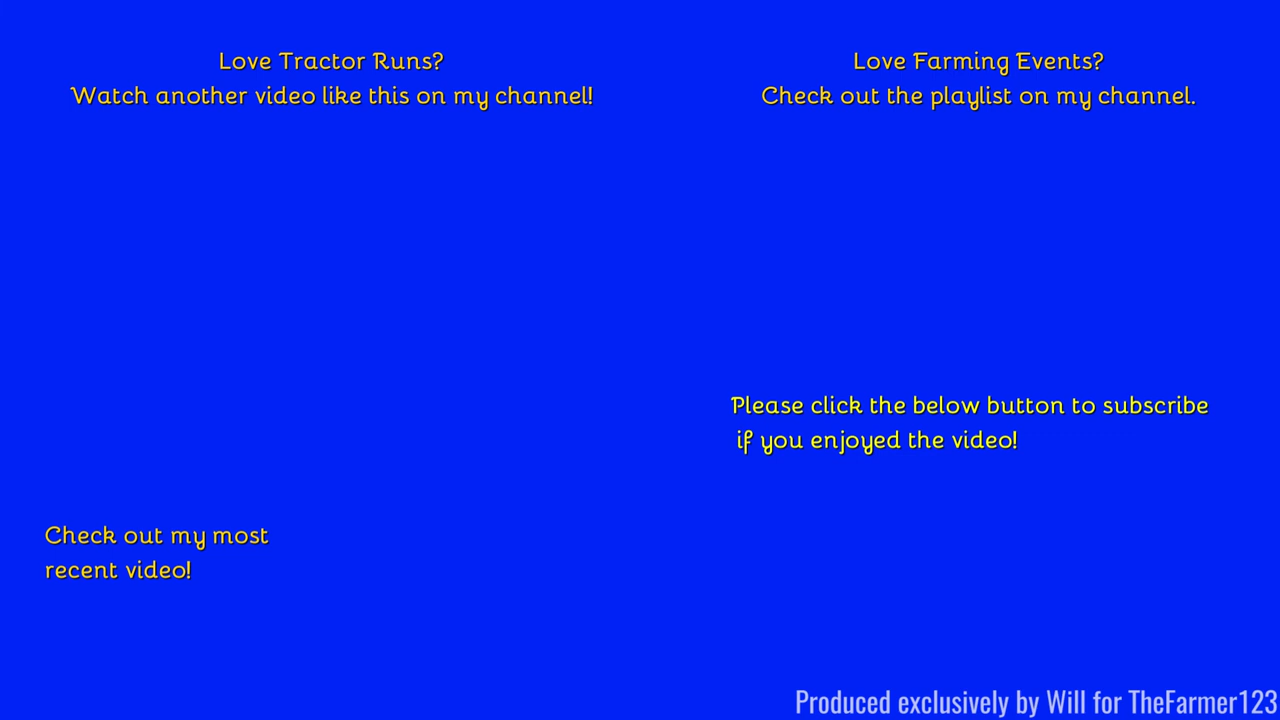 Love Tractor Runs?
Watch another video like this on my channel!
Love Farming Events?
Check out the playlist on my channel.
Please click the below button to subscribe
if you enjoyed the video!
Check out my most
recent video!
Produced exclusively by Will for TheFarmer123